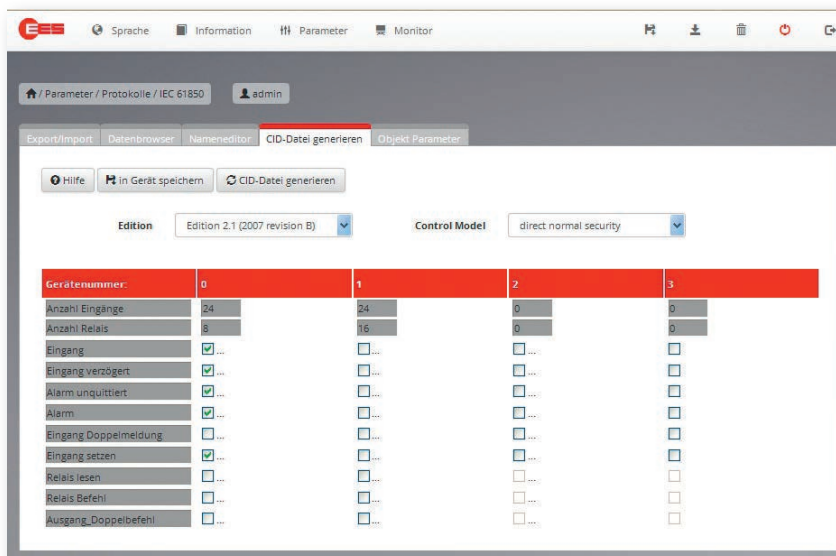 EES Sprache Information Parameter Monitor
/ Parameter / Protokolle / IEC 61850 admin
Export/Import Datenbrowser Nameneditor CID-Datei generieren Objekt Parameter
Hilfe in Gerät speichern CID-Datei generieren
Edition Edition 2.1 (2007 revision B) Control Model direct normal security
Gerätenummer: 0 1 2 3
Anzahl Eingänge 24 24 0 0
Anzahl Relais 8 16 0 0
Eingang ... ... ...
Eingang verzögert ... ... ...
Alarm unquittiert ... ... ...
Alarm ... ... ...
Eingang Doppelmeldung ... ... ...
Eingang setzen ... ... ...
Relais lesen ... ... ...
Relais Befehl ... ... ...
Ausgang_Doppelbefehl ... ... ...